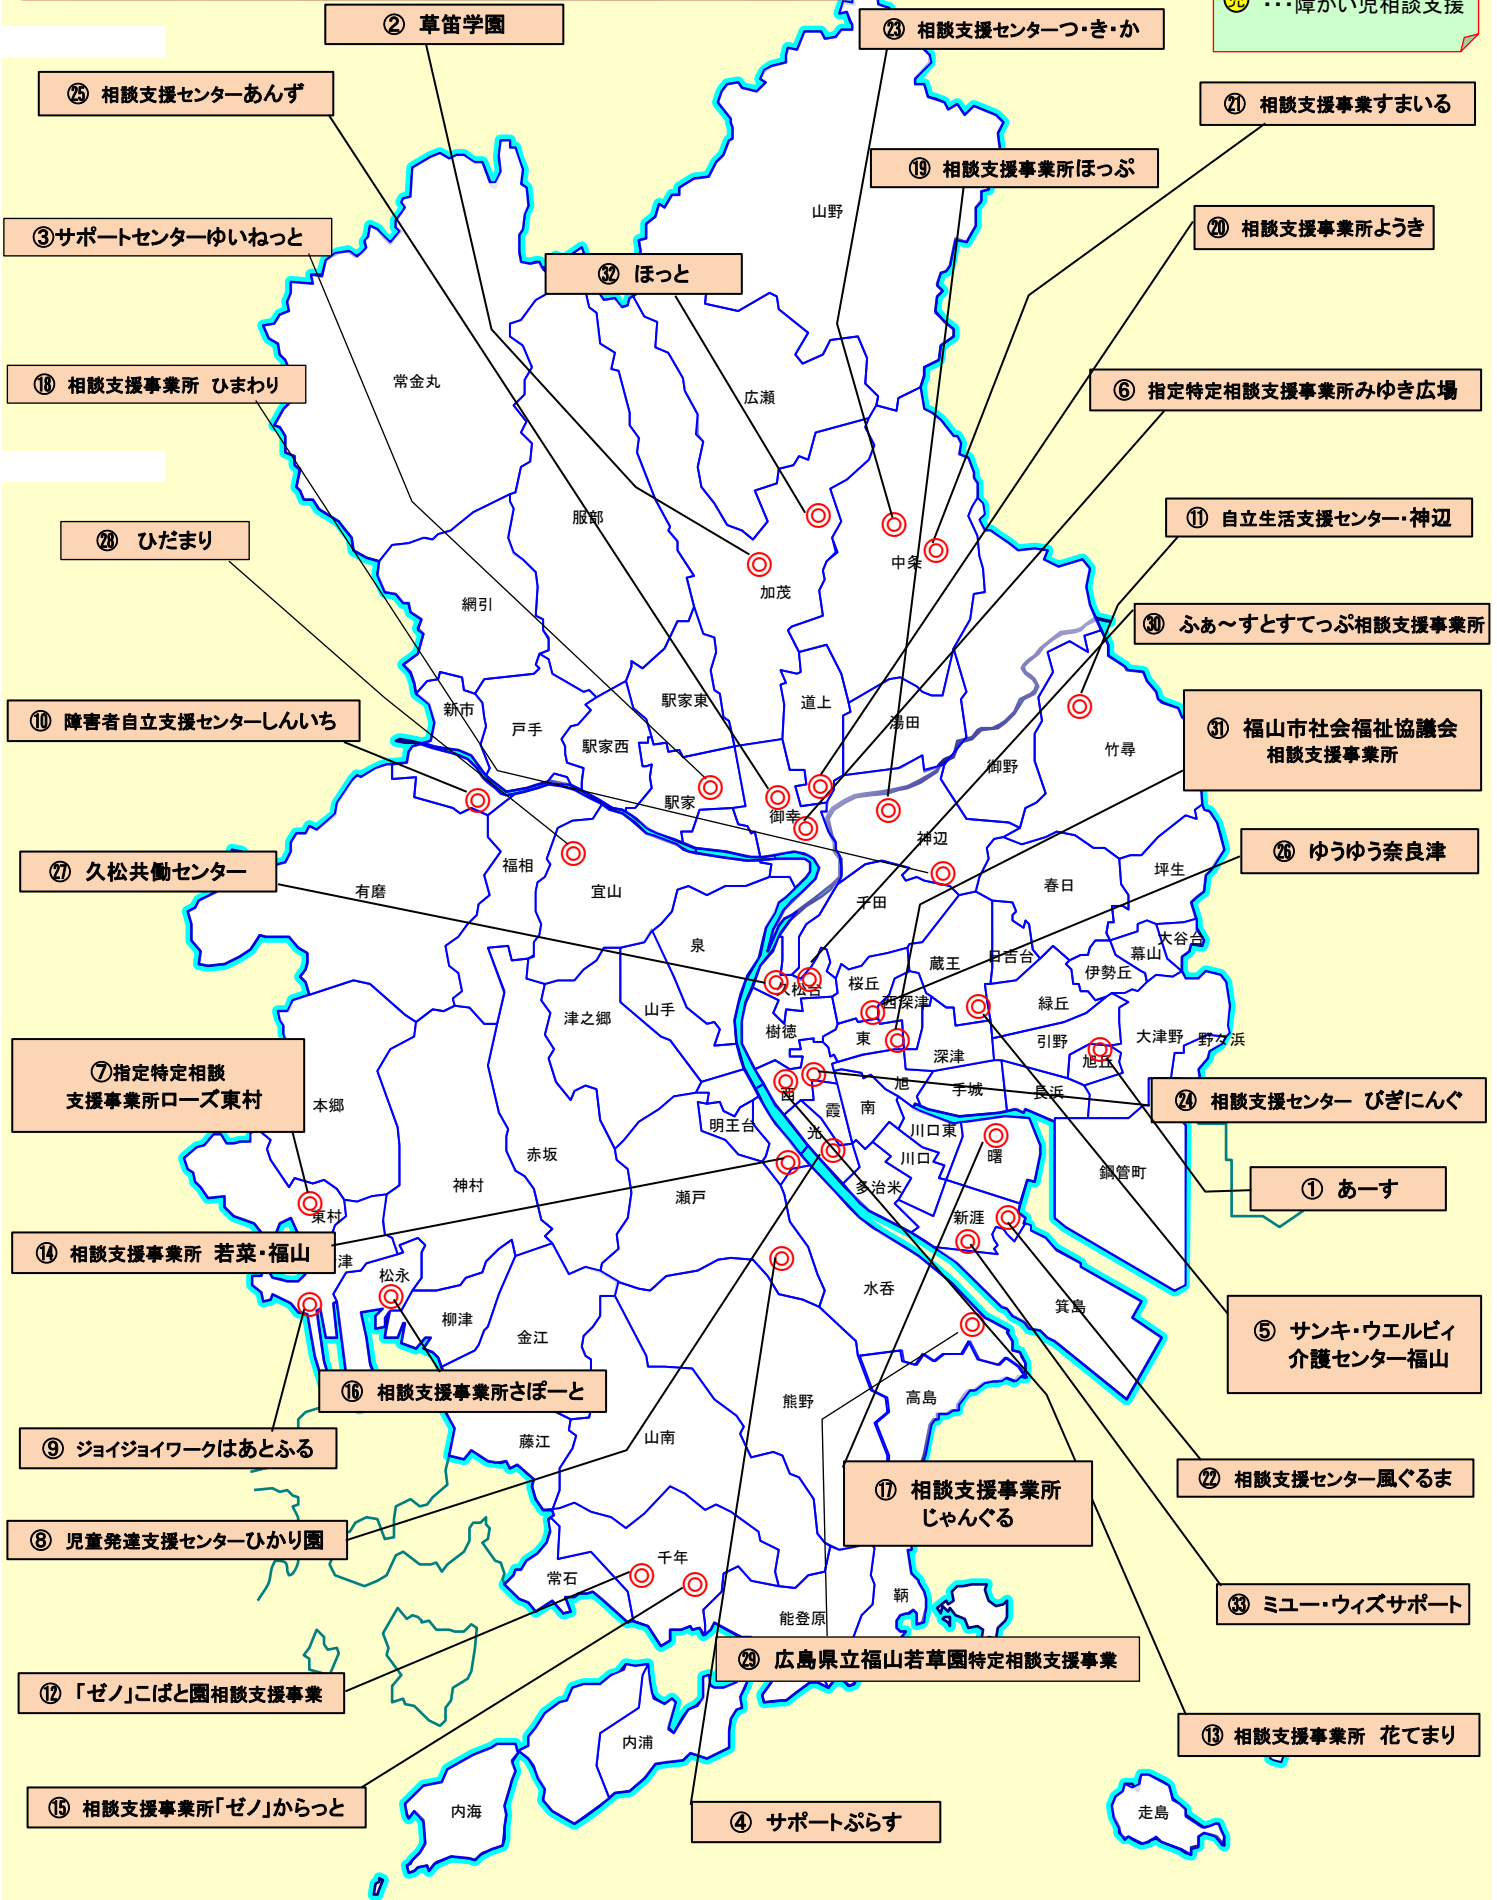 ② 草笛学園
㉓ 相談支援センターつ・き・か
・・・障がい児相談支援
㉕ 相談支援センターあんず
㉑ 相談支援事業すまいる
⑲ 相談支援事業所ほっぷ
⑳ 相談支援事業所ようき
③サポートセンターゆいねっと
山野
㉜ ほっと
⑱ 相談支援事業所 ひまわり
常金丸
広瀬
⑥ 指定特定相談支援事業所みゆき広場
服部
⑪ 自立生活支援センター・神辺
㉘ ひだまり
中条
加茂
網引
㉚ ふぁ～すとすてっぷ相談支援事業所
新市
戸手
駅家東
道上
湯田
⑩ 障害者自立支援センターしんいち
駅家西
竹尋
御野
㉛ 福山市社会福祉協議会
相談支援事業所
駅家
御幸
神辺
㉗ 久松共働センター
福相
有磨
宜山
千田
春日
坪生
㉖ ゆうゆう奈良津
泉
蔵王
日吉台
幕山
大谷台
伊勢丘
桜丘
久松台
西深津
津之郷
山手
樹徳
東
緑丘
引野
大津野
野々浜
深津
旭丘
⑦指定特定相談
支援事業所ローズ東村
本郷
西
旭
手城
長浜
㉔ 相談支援センター びぎにんぐ
明王台
光
霞
南
川口東
川口
曙
鋼管町
赤坂
神村
瀬戸
多治米
① あーす
東村
新涯
⑭ 相談支援事業所 若菜・福山
津
松永
水呑
箕島
柳津
金江
⑤ サンキ・ウエルビィ
介護センター福山
⑯ 相談支援事業所さぽーと
熊野
高島
⑨ ジョイジョイワークはあとふる
藤江
山南
㉒ 相談支援センター風ぐるま
⑰ 相談支援事業所
じゃんぐる
⑧ 児童発達支援センターひかり園
千年
常石
能登原
鞆
㉝ ミユー・ウィズサポート
㉙ 広島県立福山若草園特定相談支援事業
⑫ 「ゼノ」こばと園相談支援事業
⑬ 相談支援事業所 花てまり
内浦
⑮ 相談支援事業所「ゼノ」からっと
内海
④ サポートぷらす
走島